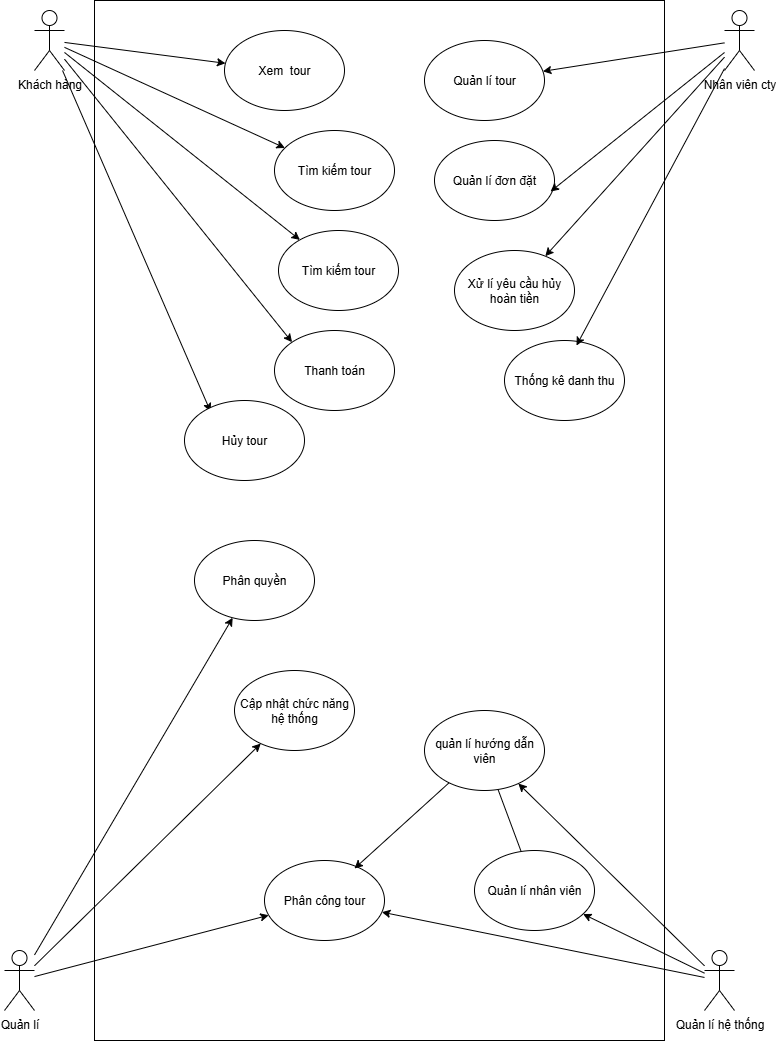 Khách hàng
Nhân viên cty
Xem tour
Quản lí tour
Tìm kiếm tour
Quản lí đơn đặt
Tìm kiếm tour
Xử lí yêu cầu hủy
hoàn tiền
Thanh toán
Thống kê danh thu
Hủy tour
Phân quyền
Cập nhật chức năng
hệ thống
quản lí hướng dẫn
viên
Phân công tour
Quản lí nhân viên
Quản lí
Quản lí hệ thống